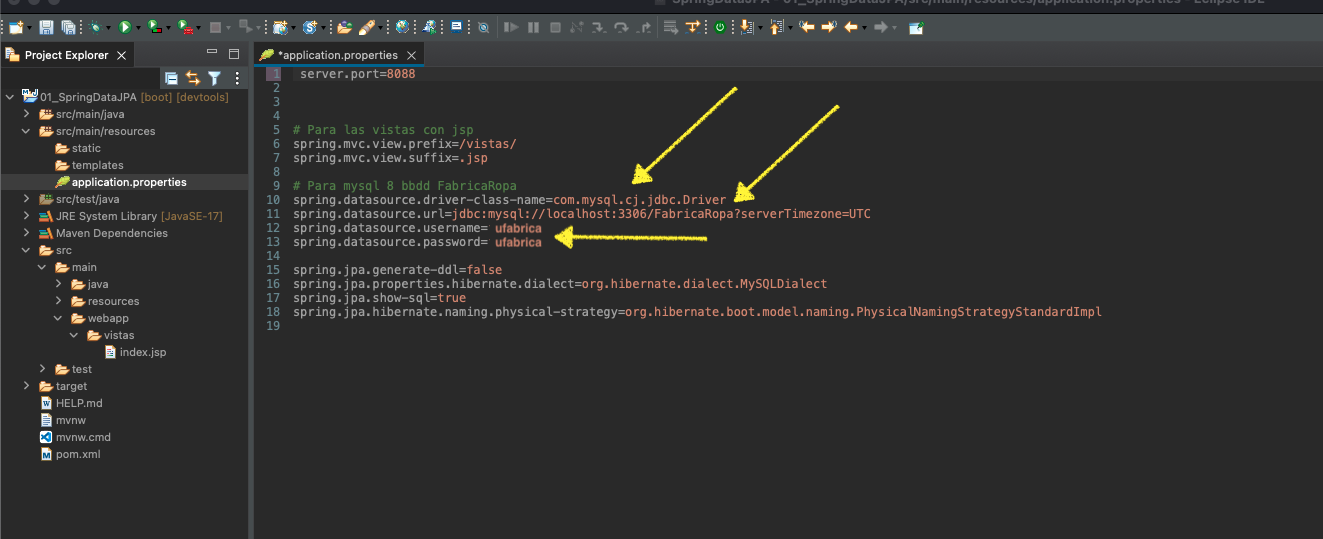 SpringDataJPA - 01_SpringDataJPA/src/main/resources/application.properties - Eclipse IDE
Project Explorer
*application.properties
01_SpringDataJPA [boot] [devtools]
src/main/java
src/main/resources
static
templates
application.properties
src/test/java
JRE System Library [JavaSE-17]
Maven Dependencies
src
main
java
resources
webapp
vistas
index.jsp
test
target
HELP.md
mvnw
mvnw.cmd
pom.xml
1 server.port=8088
2
3
4
5 # Para las vistas con jsp
6 spring.mvc.view.prefix=/vistas/
7 spring.mvc.view.suffix=.jsp
8
9 # Para mysql 8 bbdd FabricaRopa
10 spring.datasource.driver-class-name=com.mysql.cj.jdbc.Driver
11 spring.datasource.url=jdbc:mysql://localhost:3306/FabricaRopa?serverTimezone=UTC
12 spring.datasource.username= ufabrica
13 spring.datasource.password= ufabrica
14
15 spring.jpa.generate-ddl=false
16 spring.jpa.properties.hibernate.dialect=org.hibernate.dialect.MySQLDialect
17 spring.jpa.show-sql=true
18 spring.jpa.hibernate.naming.physical-strategy=org.hibernate.boot.model.naming.PhysicalNamingStrategyStandardImpl
19